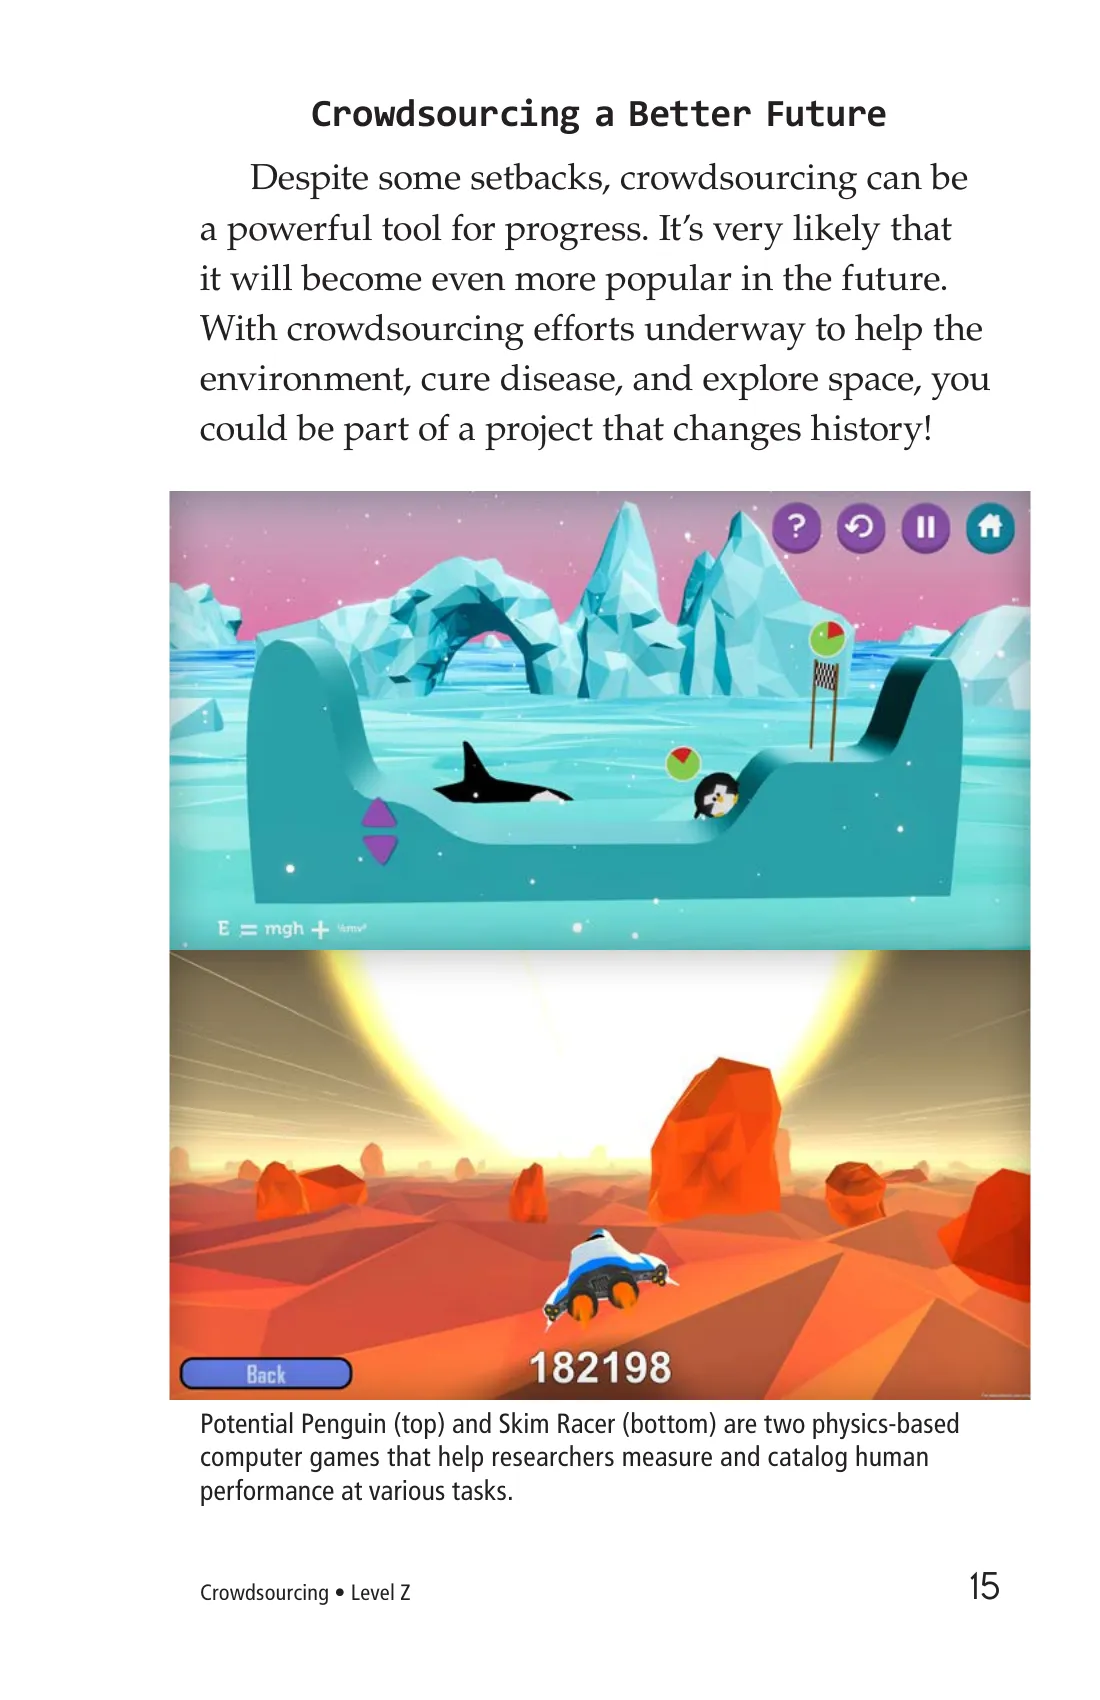 Crowdsourcing a Better Future
Despite some setbacks, crowdsourcing can be
a powerful tool for progress. It’s very likely that
it will become even more popular in the future.
With crowdsourcing efforts underway to help the
environment, cure disease, and explore space, you
could be part of a project that changes history!
?
E = mgh + ½mv²
Back
182198
Potential Penguin (top) and Skim Racer (bottom) are two physics-based
computer games that help researchers measure and catalog human
performance at various tasks.
Crowdsourcing • Level Z
15